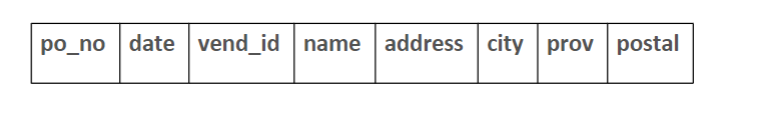 po_no date vend_id name address city prov postal